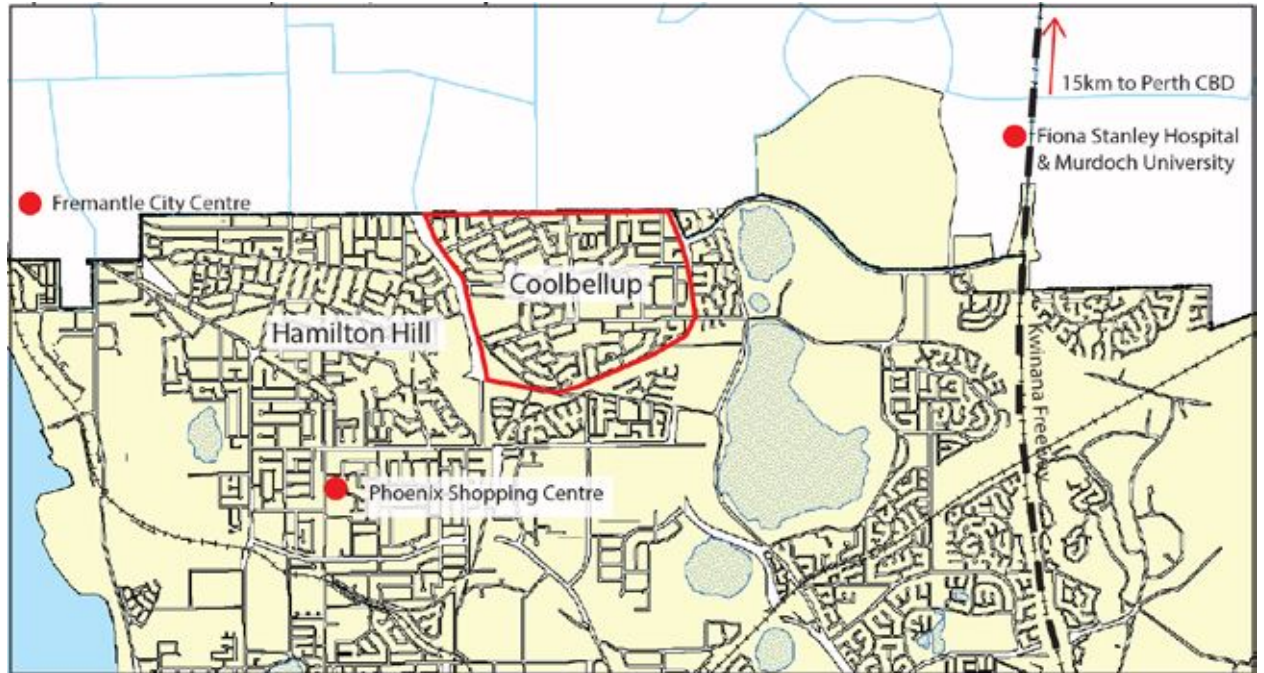 15km to Perth CBD
Fiona Stanley Hospital
& Murdoch University
Fremantle City Centre
Coolbellup
Hamilton Hill
Kwinana Freeway
Phoenix Shopping Centre